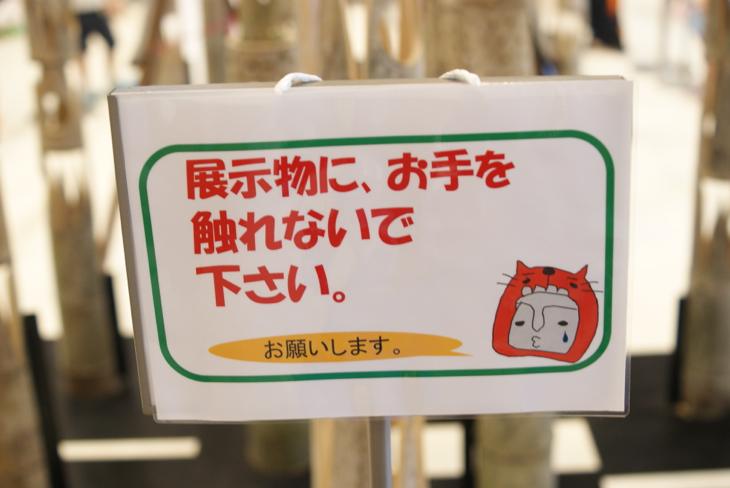 展示物に、お手を
触れないで
下さい。
お願いします。